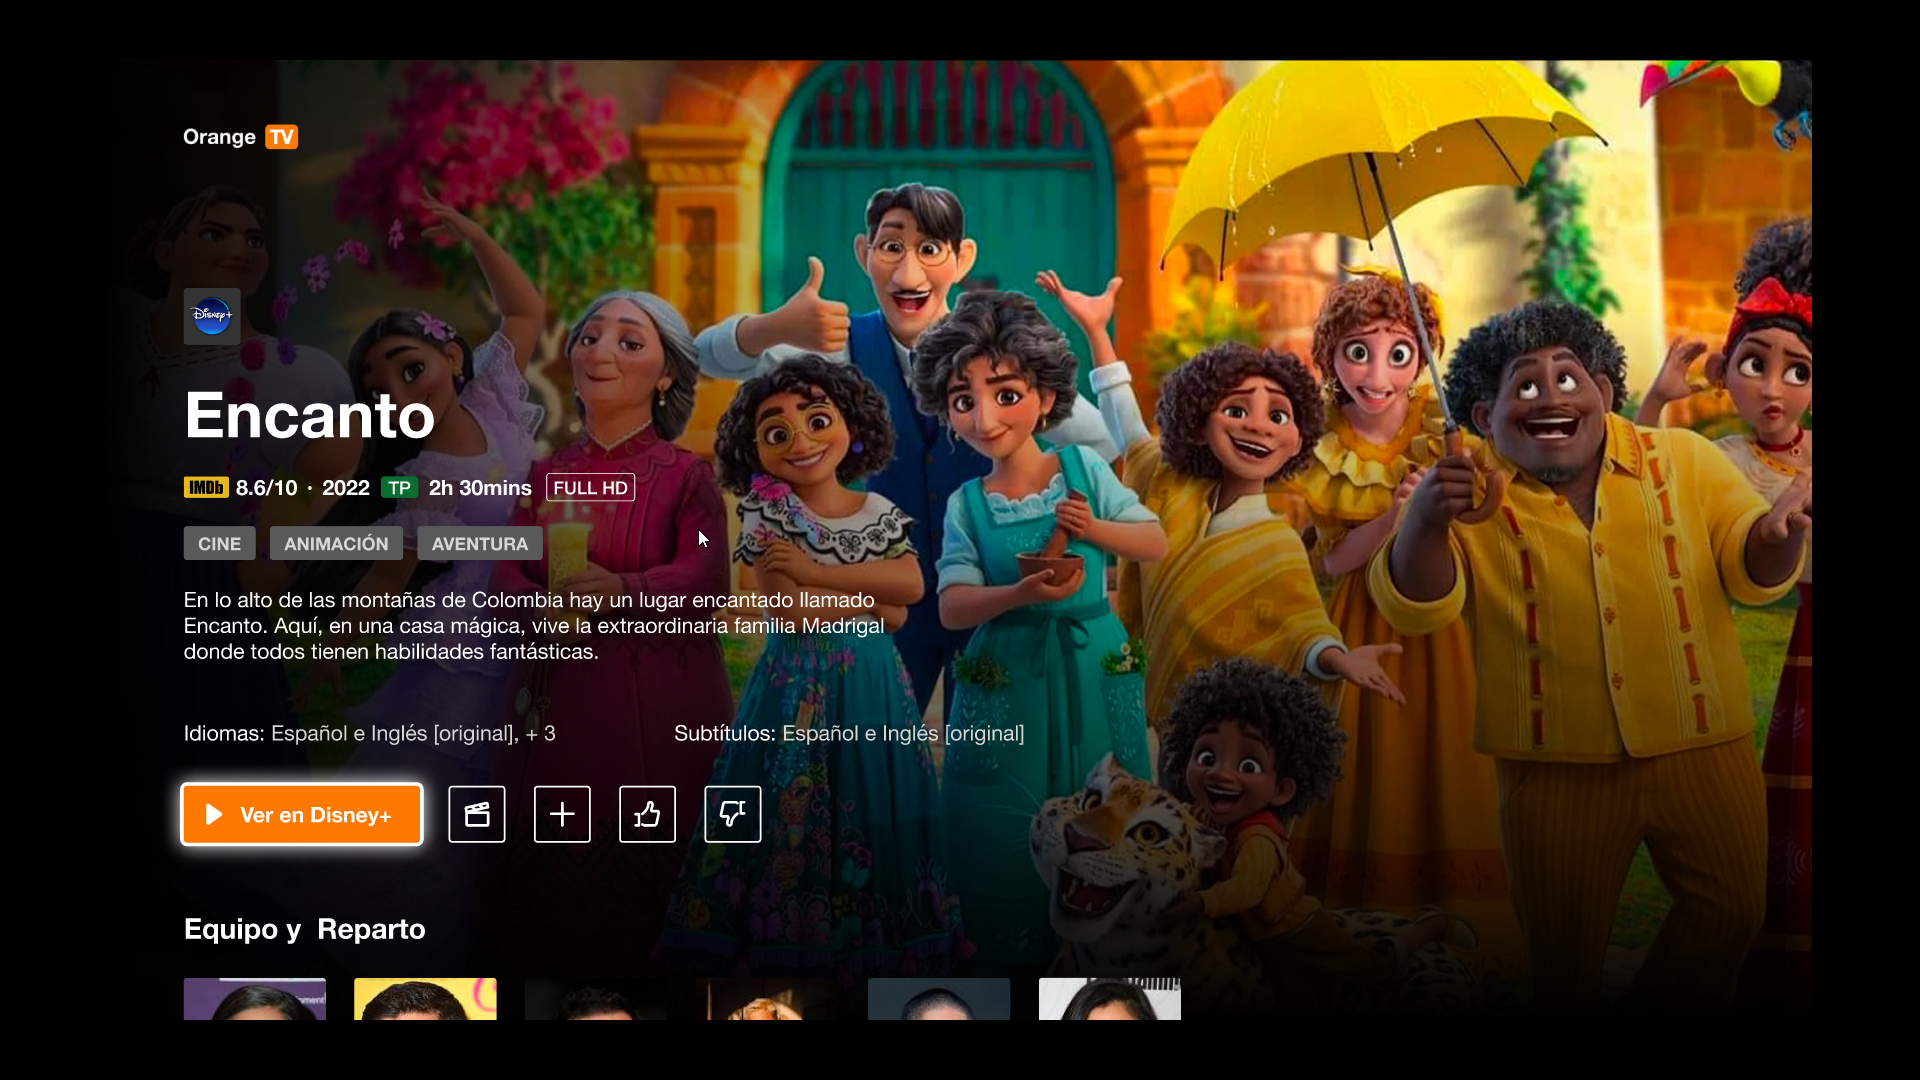 Orange TV
Disney+
Encanto
IMDb 8.6/10 · 2022 TP 2h 30mins FULL HD
CINE ANIMACIÓN AVENTURA
En lo alto de las montañas de Colombia hay un lugar encantado llamado
Encanto. Aquí, en una casa mágica, vive la extraordinaria familia Madrigal
donde todos tienen habilidades fantásticas.
Idiomas: Español e Inglés [original], + 3 Subtítulos: Español e Inglés [original]
Ver en Disney+
Equipo y Reparto